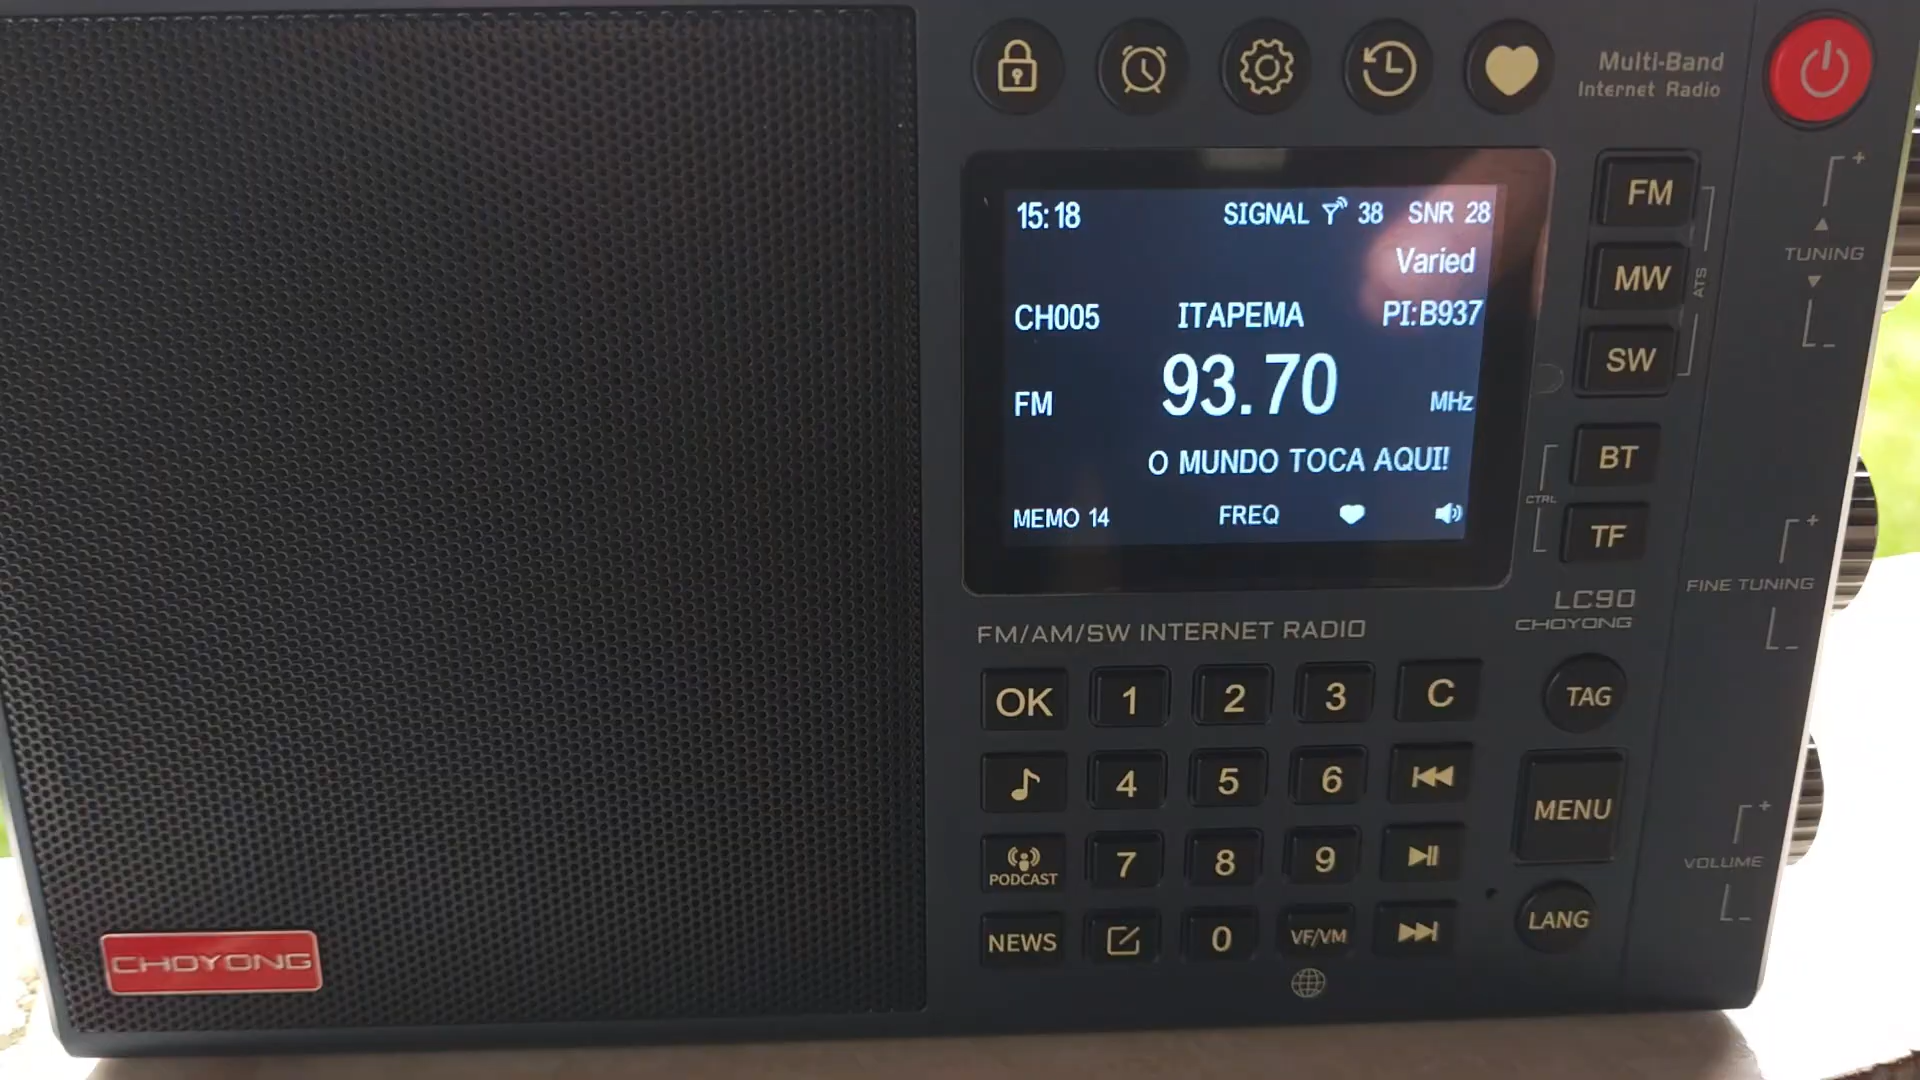 Multi-Band
Internet Radio
15:18 SIGNAL 38 SNR 28
Varied
CH005 ITAPEMA PI:B937
FM 93.70 MHz
O MUNDO TOCA AQUI!
MEMO 14 FREQ
FM
MW
SW
ATS
BT
TF
CTRL
+
TUNING
-
+
FINE TUNING
-
LC90
CHOYONG
FM/AM/SW INTERNET RADIO
OK 1 2 3 C TAG
4 5 6 MENU
PODCAST 7 8 9
NEWS 0 VF/VM LANG
+
VOLUME
-
CHOYONG